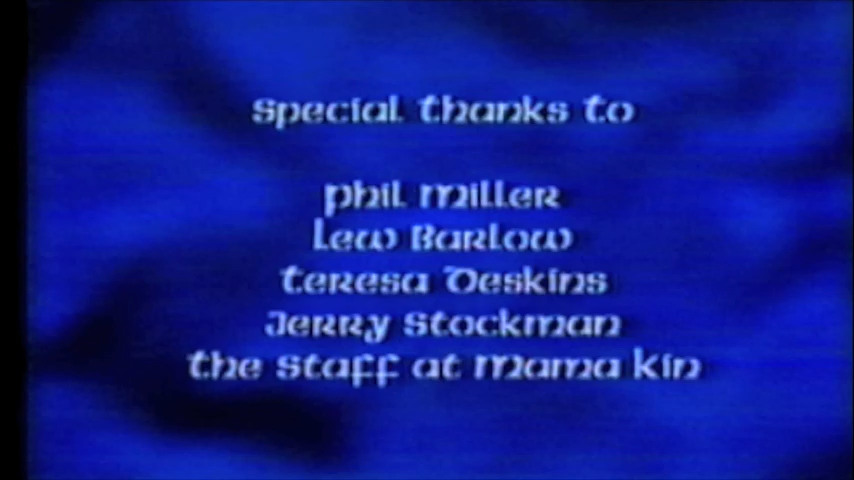 special thanks to
phil miller
Lew Barlow
teresa Deskins
Jerry Stockman
the staff at mama kin